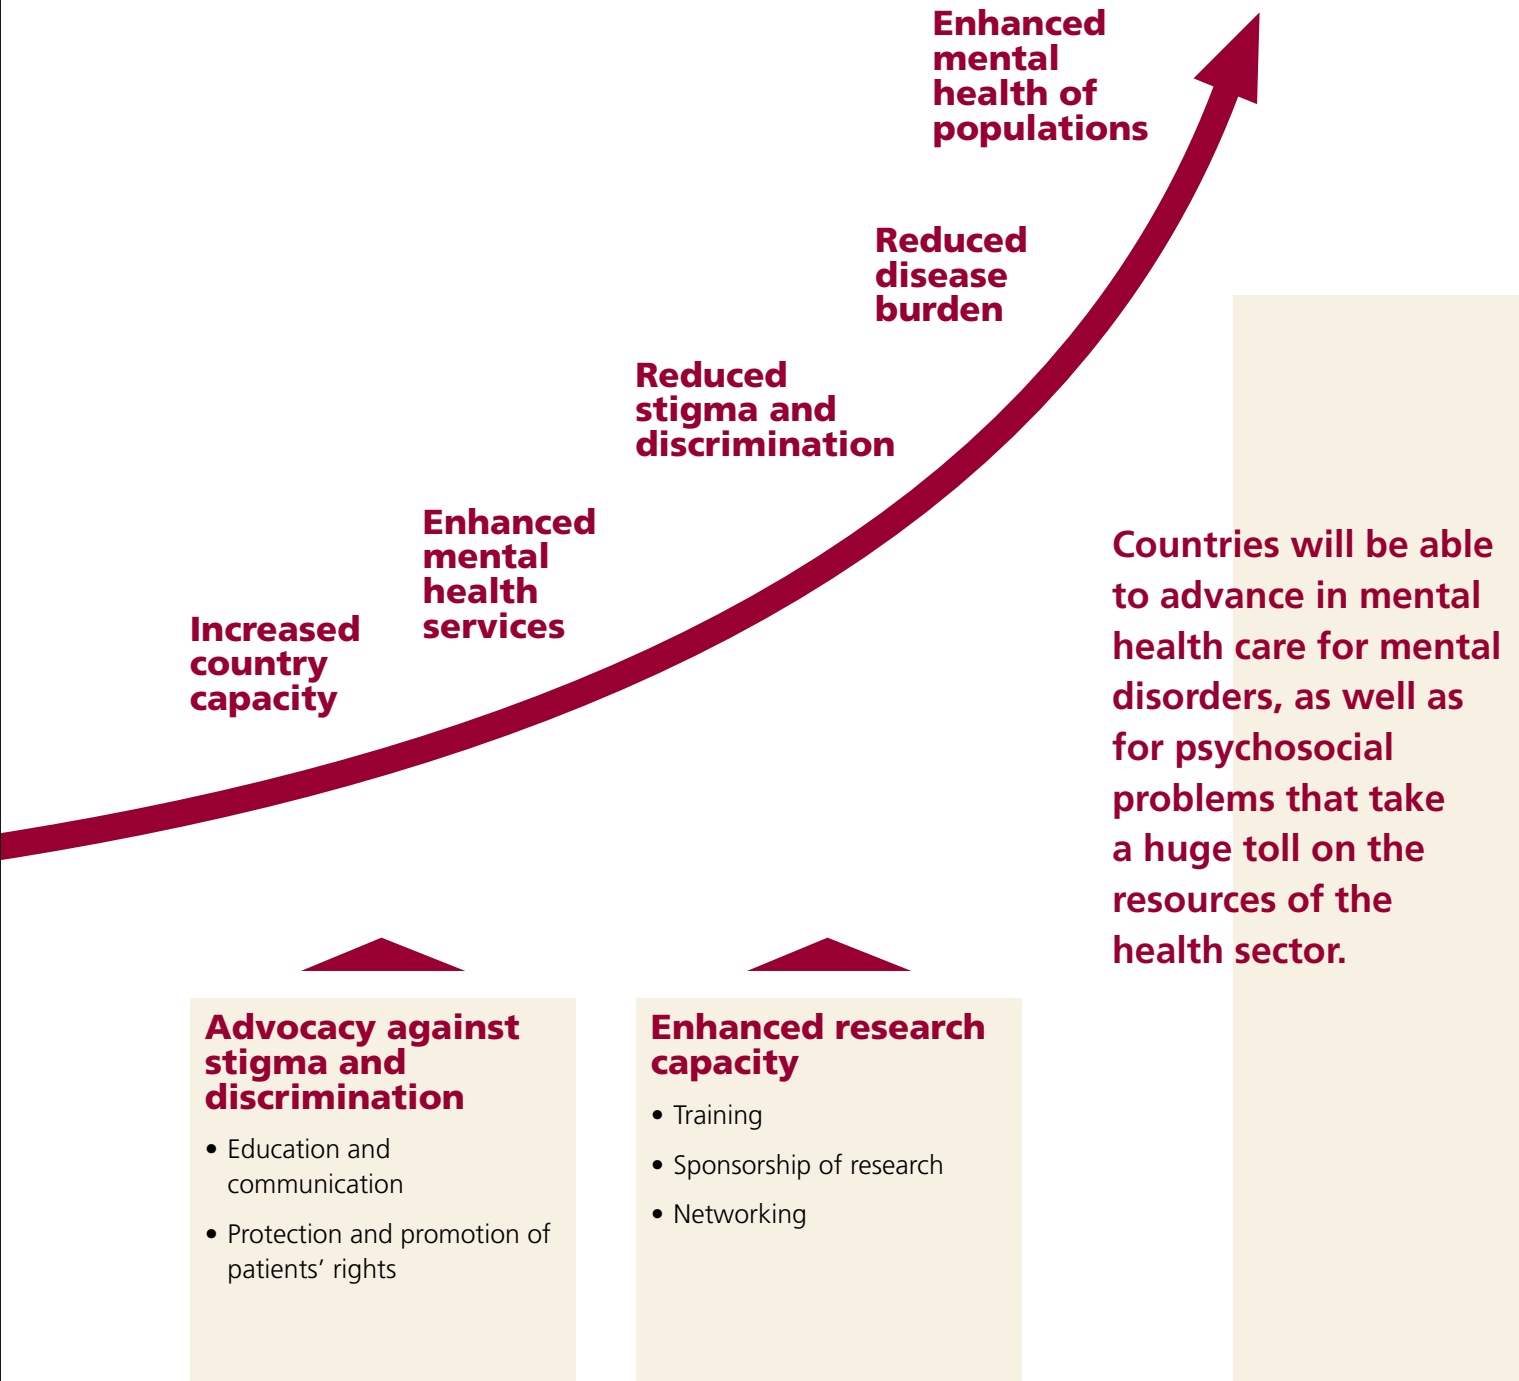 Enhanced
mental
health of
populations
Reduced
disease
burden
Reduced
stigma and
discrimination
Enhanced
mental
health
services
Increased
country
capacity
Countries will be able
to advance in mental
health care for mental
disorders, as well as
for psychosocial
problems that take
a huge toll on the
resources of the
health sector.
Advocacy against
stigma and
discrimination
• Education and
communication
• Protection and promotion of
patients’ rights
Enhanced research
capacity
• Training
• Sponsorship of research
• Networking